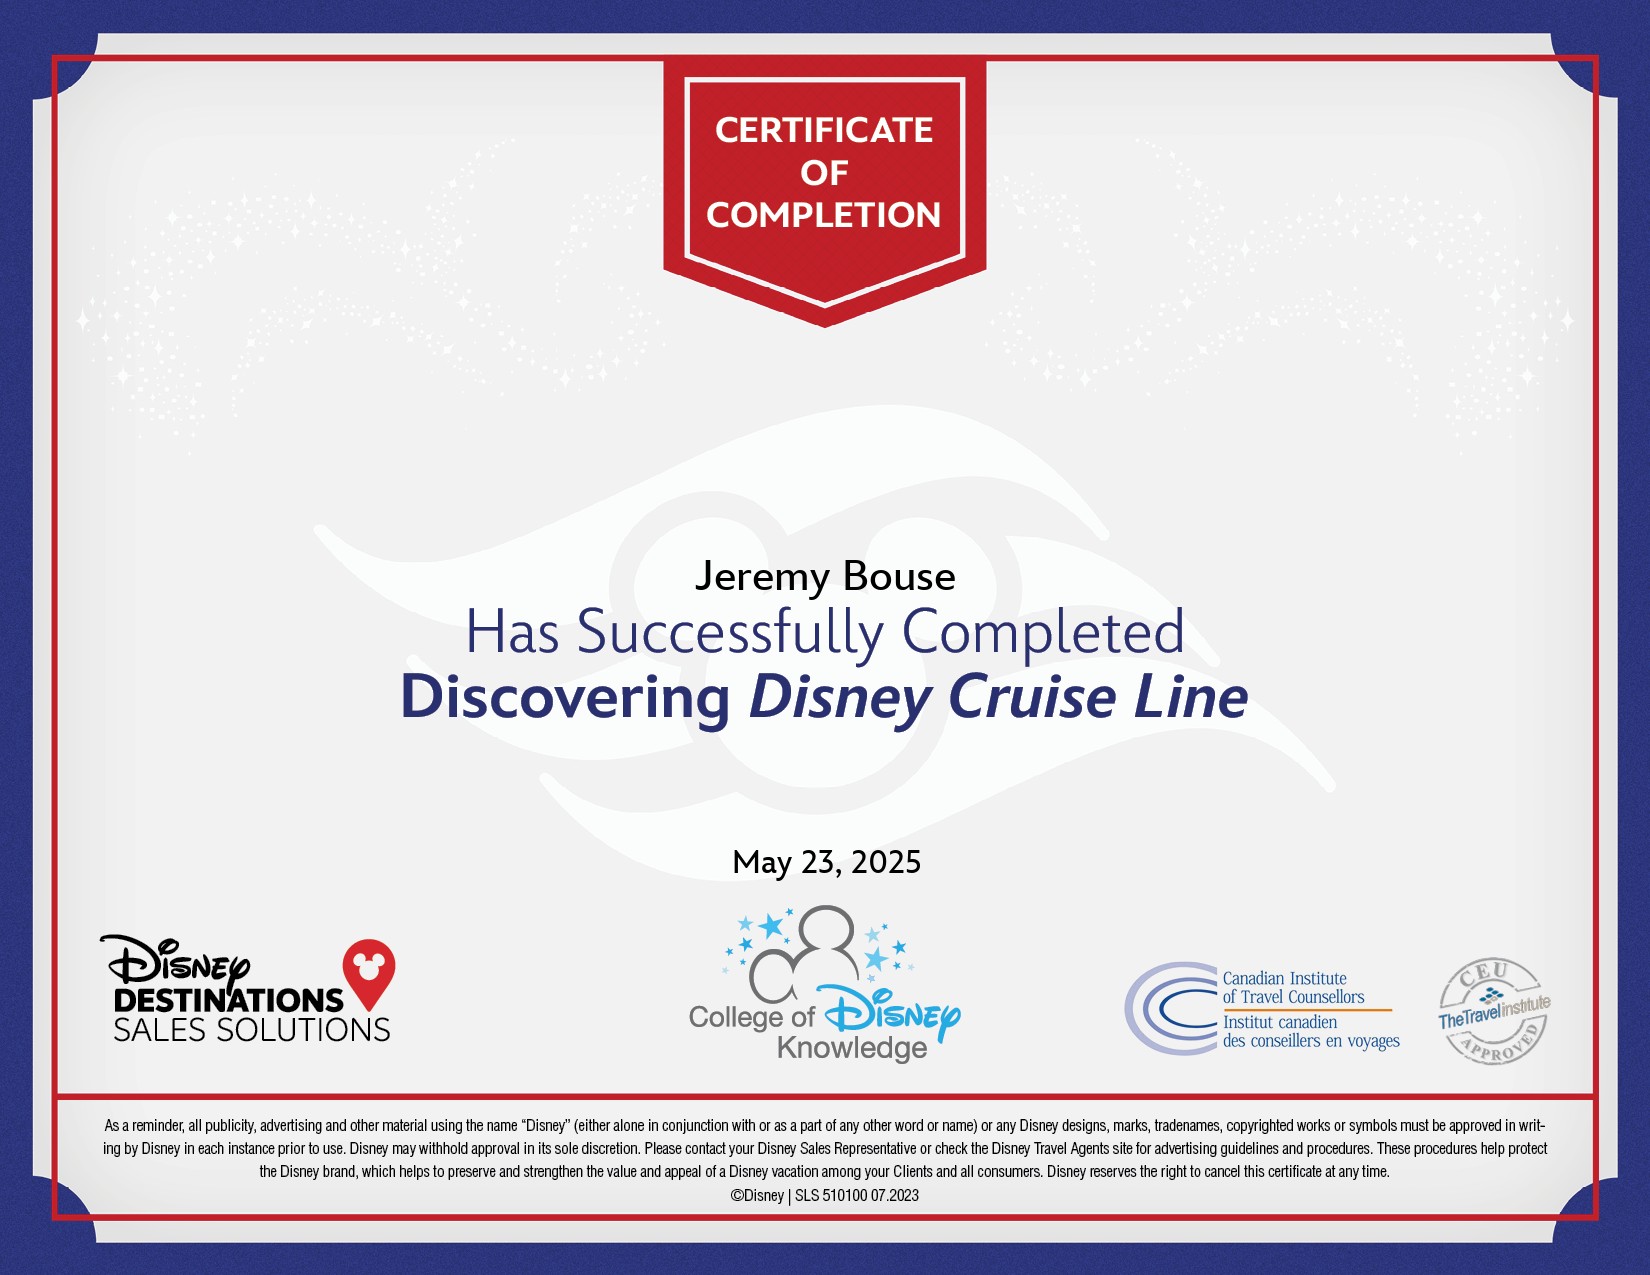 CERTIFICATE
OF
COMPLETION
Jeremy Bouse
Has Successfully Completed
Discovering Disney Cruise Line
May 23, 2025
Disney
DESTINATIONS
SALES SOLUTIONS
College of Disney
Knowledge
Canadian Institute
of Travel Counsellors
Institut canadien
des conseillers en voyages
CEU
TheTravelinstitute
APPROVED
As a reminder, all publicity, advertising and other material using the name “Disney” (either alone in conjunction with or as a part of any other word or name) or any Disney designs, marks, tradenames, copyrighted works or symbols must be approved in writ-
ing by Disney in each instance prior to use. Disney may withhold approval in its sole discretion. Please contact your Disney Sales Representative or check the Disney Travel Agents site for advertising guidelines and procedures. These procedures help protect
the Disney brand, which helps to preserve and strengthen the value and appeal of a Disney vacation among your Clients and all consumers. Disney reserves the right to cancel this certificate at any time.
©Disney | SLS 510100 07.2023